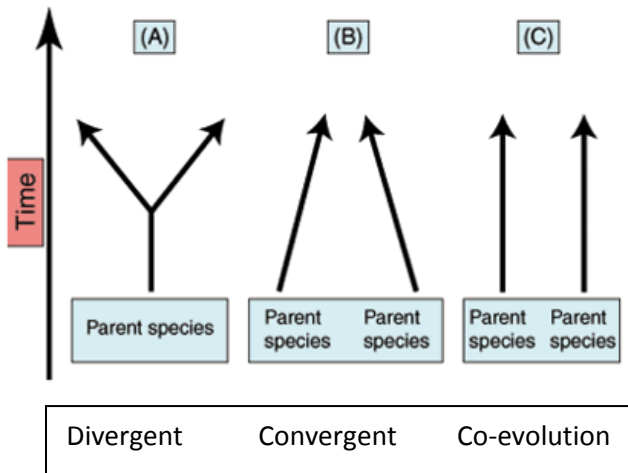 (A) (B) (C)
Time
Parent species
Parent
species
Parent
species
Parent
species
Parent
species
Divergent Convergent Co-evolution